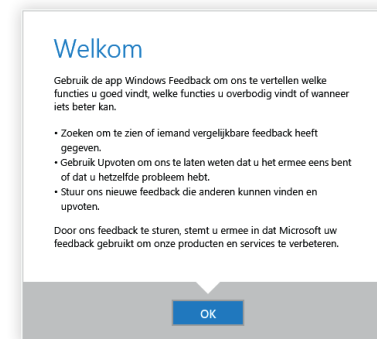 Welkom
Gebruik de app Windows Feedback om ons te vertellen welke
functies u goed vindt, welke functies u overbodig vindt of wanneer
iets beter kan.
• Zoeken om te zien of iemand vergelijkbare feedback heeft
gegeven.
• Gebruik Upvoten om ons te laten weten dat u het ermee eens bent
of dat u hetzelfde probleem hebt.
• Stuur ons nieuwe feedback die anderen kunnen vinden en
upvoten.
Door ons feedback te sturen, stemt u ermee in dat Microsoft uw
feedback gebruikt om onze producten en services te verbeteren.
OK